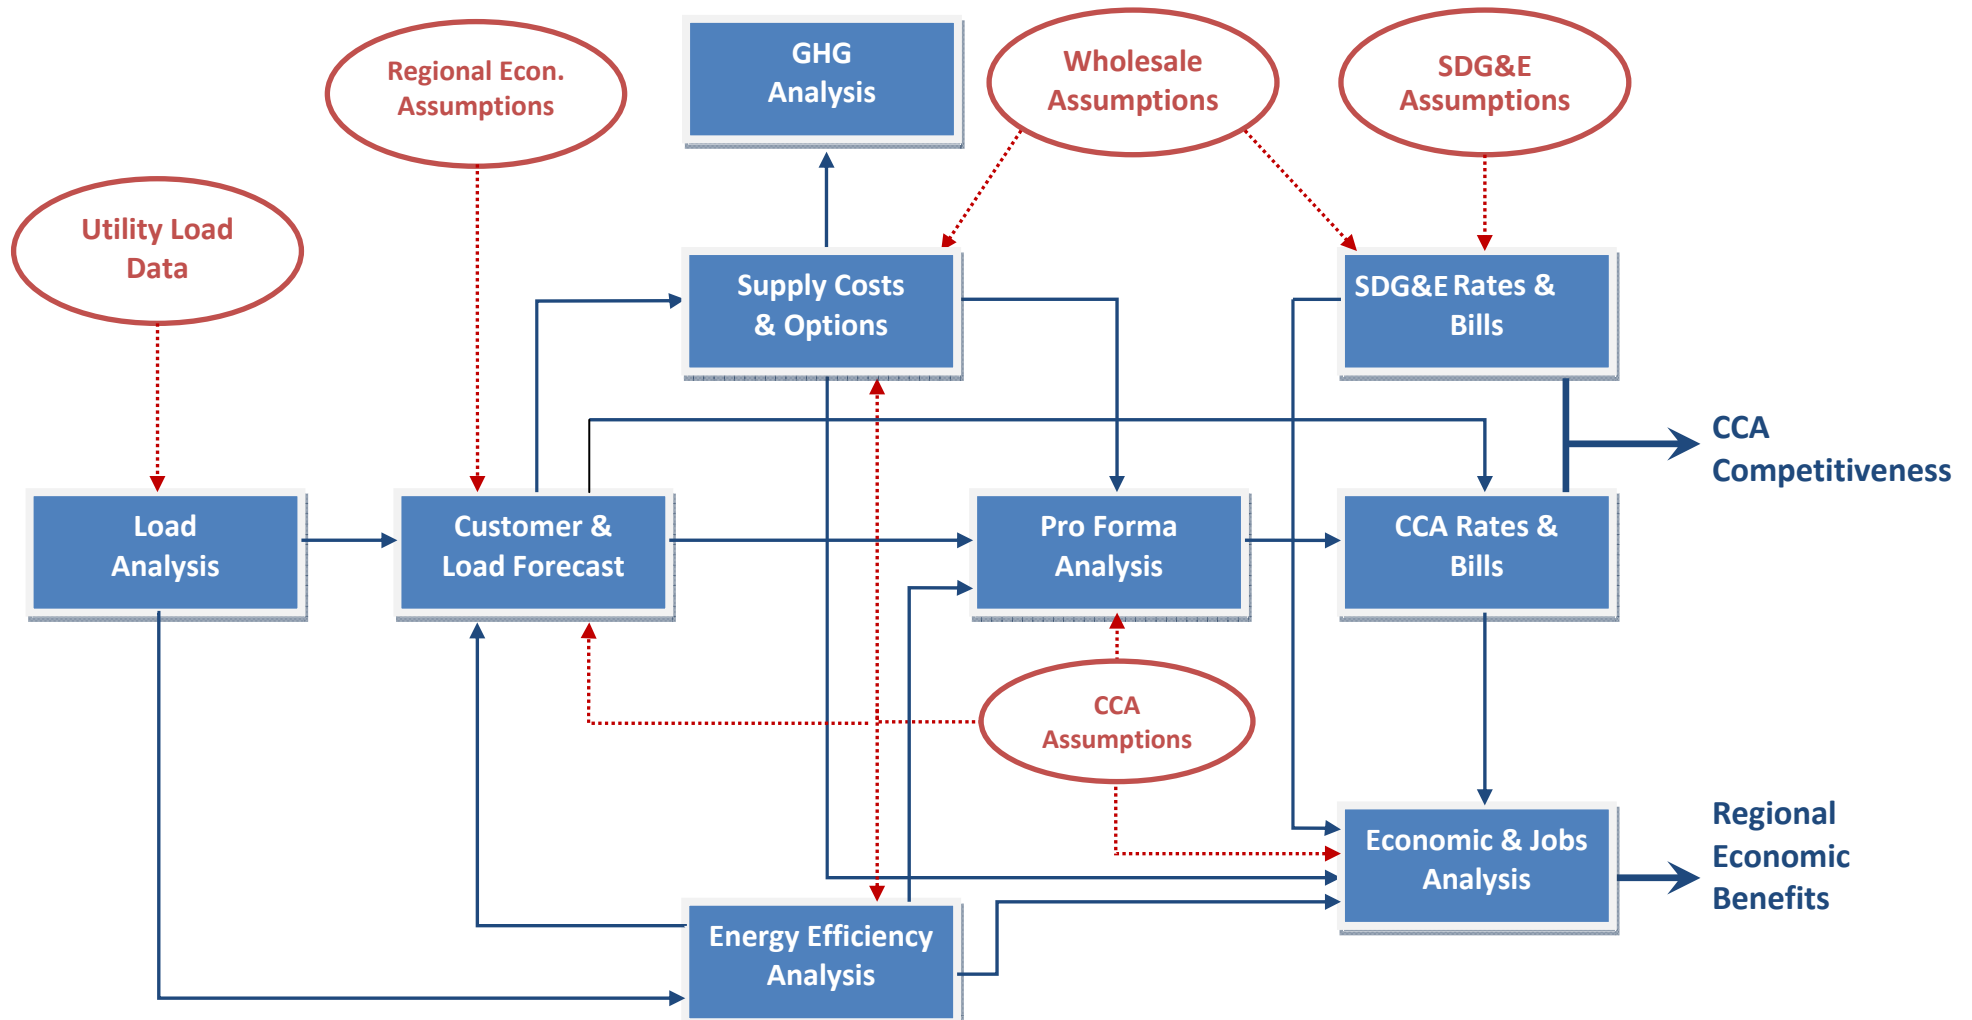 GHG
Analysis
Regional Econ.
Assumptions
Wholesale
Assumptions
SDG&E
Assumptions
Utility Load
Data
Supply Costs
& Options
SDG&E Rates &
Bills
CCA
Competitiveness
Load
Analysis
Customer &
Load Forecast
Pro Forma
Analysis
CCA Rates &
Bills
CCA
Assumptions
Economic & Jobs
Analysis
Regional
Economic
Benefits
Energy Efficiency
Analysis